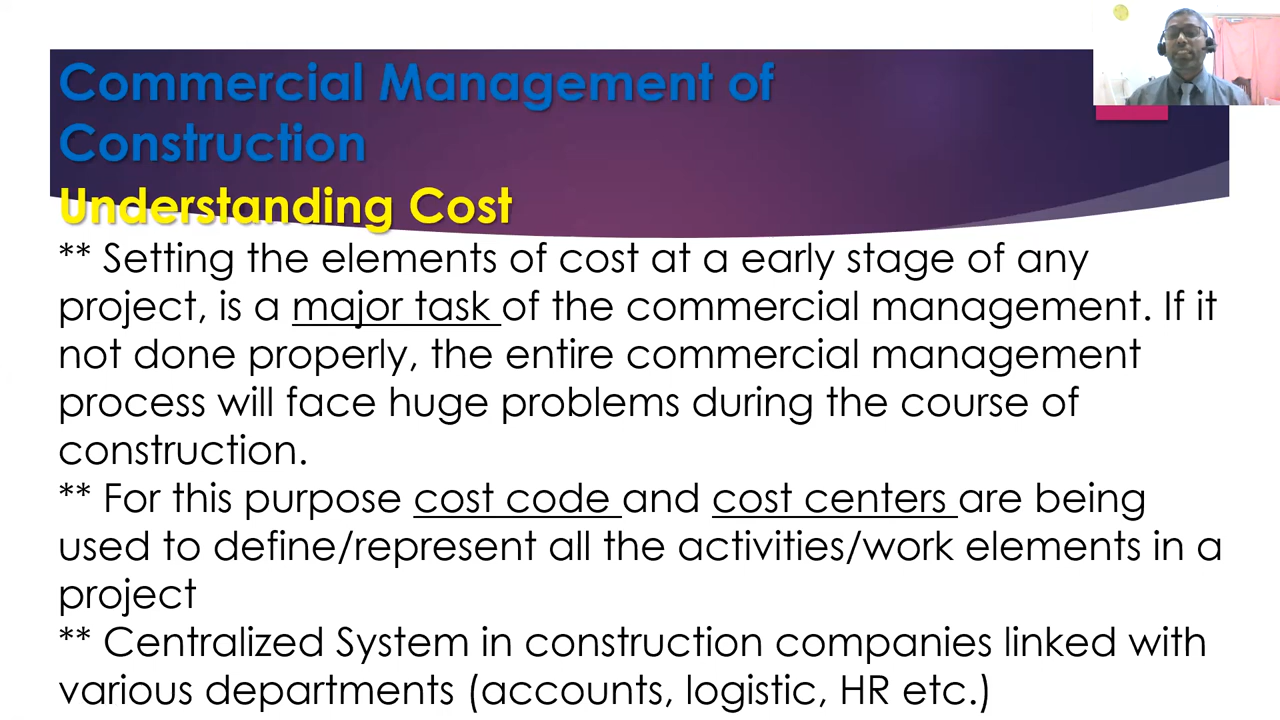 Commercial Management of
Construction
Understanding Cost
** Setting the elements of cost at a early stage of any
project, is a major task of the commercial management. If it
not done properly, the entire commercial management
process will face huge problems during the course of
construction.
** For this purpose cost code and cost centers are being
used to define/represent all the activities/work elements in a
project
** Centralized System in construction companies linked with
various departments (accounts, logistic, HR etc.)